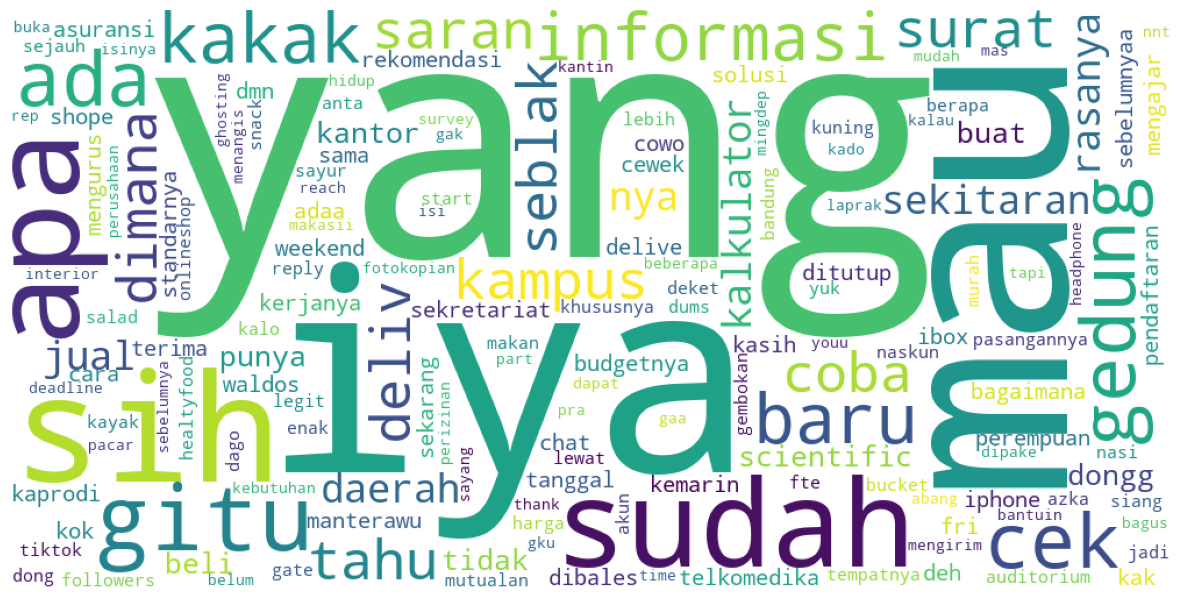 buka
asuransi
sejauh
isinya
kakak
saran
informasi
surat
mas
nnt
mudah
ada
rekomendasi
kantin
solusi
hidup
dmn
anta
rep
shope
ghosting
menangis
snack
kantor
survey
gak
lebih
seblak
kalkulator
mingdep
kuning
kado
berapa
kalau
buat
rasanya
sebelumnyaa
mengajar
yang
mau
apa
mengurus
perusahaan
dimana
standarnya
onlineshop
sama
sayur
reach
adaa
makasii
start
isi
cowo
cewek
nya
bandung
laprak
sekitaran
gedung
pendaftaran
interior
weekend
reply
fotokopian
delive
beberapa
kampus
deket
ditutup
yuk
murah
tapi
headphone
salad
kerjanya
kalo
deliv
sekretariat
khususnya
dums
jual
terima
cara
punya
makan
part
budgetnya
kasih
youu
naskun
ibox
pasangannya
deadline
kayak
pacar
sebelumnya
healtyfood
waldos
legit
dago
enak
iya
sekarang
perizinan
dapat
pra
gaa
gembokan
coba
baru
bagaimana
sih
sayang
chat
lewat
scientific
perempuan
dipake
nasi
kaprodi
kebutuhan
daerah
tanggal
kemarin
fte
bucket
abang
iphone
azka
dongg
siang
kok
gitu
manterawu
thank
harga
akun
sudah
fri
bantuin
bagus
tiktok
tahu
beli
gate
tidak
gku
mengirim
cek
jadi
dong
followers
belum
mutualan
dibales
time
telkomedika
tempatnya
deh
auditorium
kak